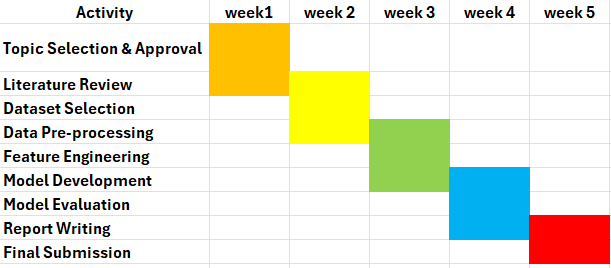 Activity week1 week 2 week 3 week 4 week 5
Topic Selection & Approval
Literature Review
Dataset Selection
Data Pre-processing
Feature Engineering
Model Development
Model Evaluation
Report Writing
Final Submission